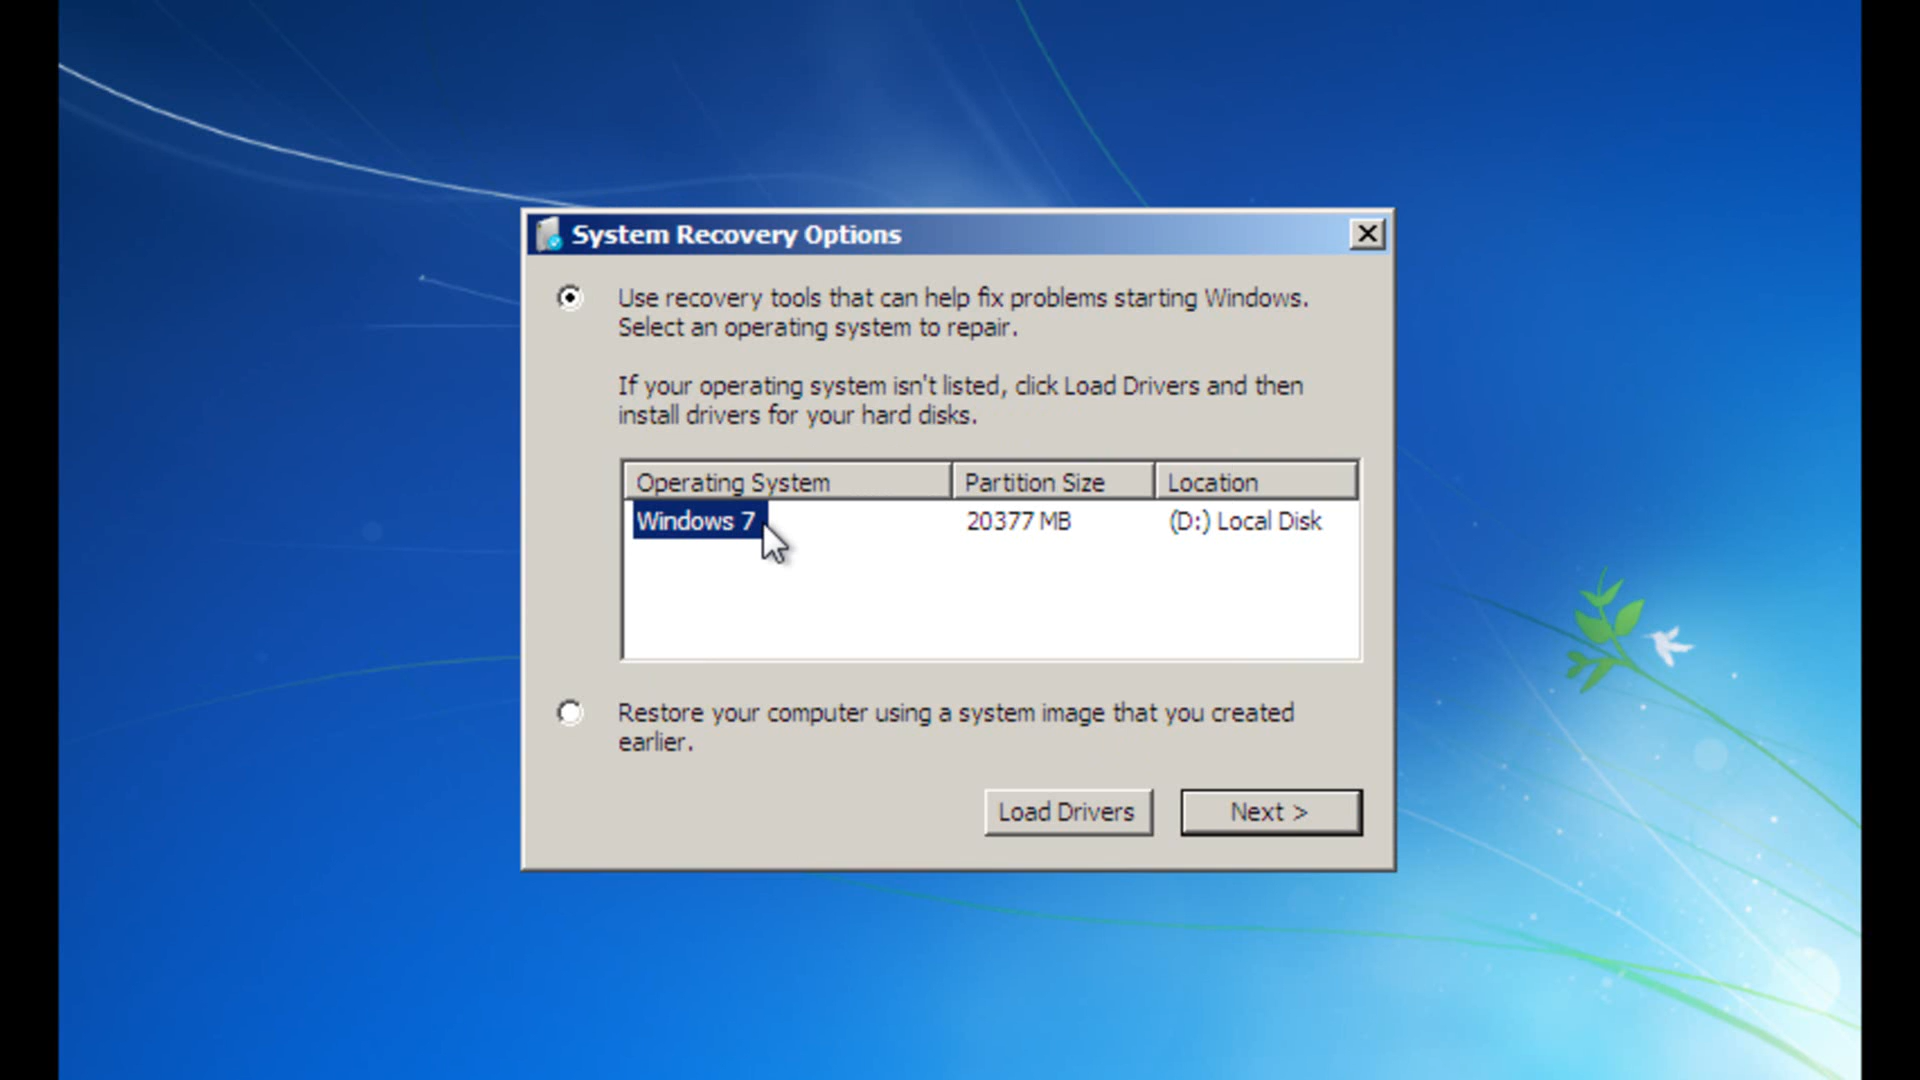 System Recovery Options
Use recovery tools that can help fix problems starting Windows.
Select an operating system to repair.
If your operating system isn't listed, click Load Drivers and then
install drivers for your hard disks.
Operating System Partition Size Location
Windows 7 20377 MB (D:) Local Disk
Restore your computer using a system image that you created
earlier.
Load Drivers Next >